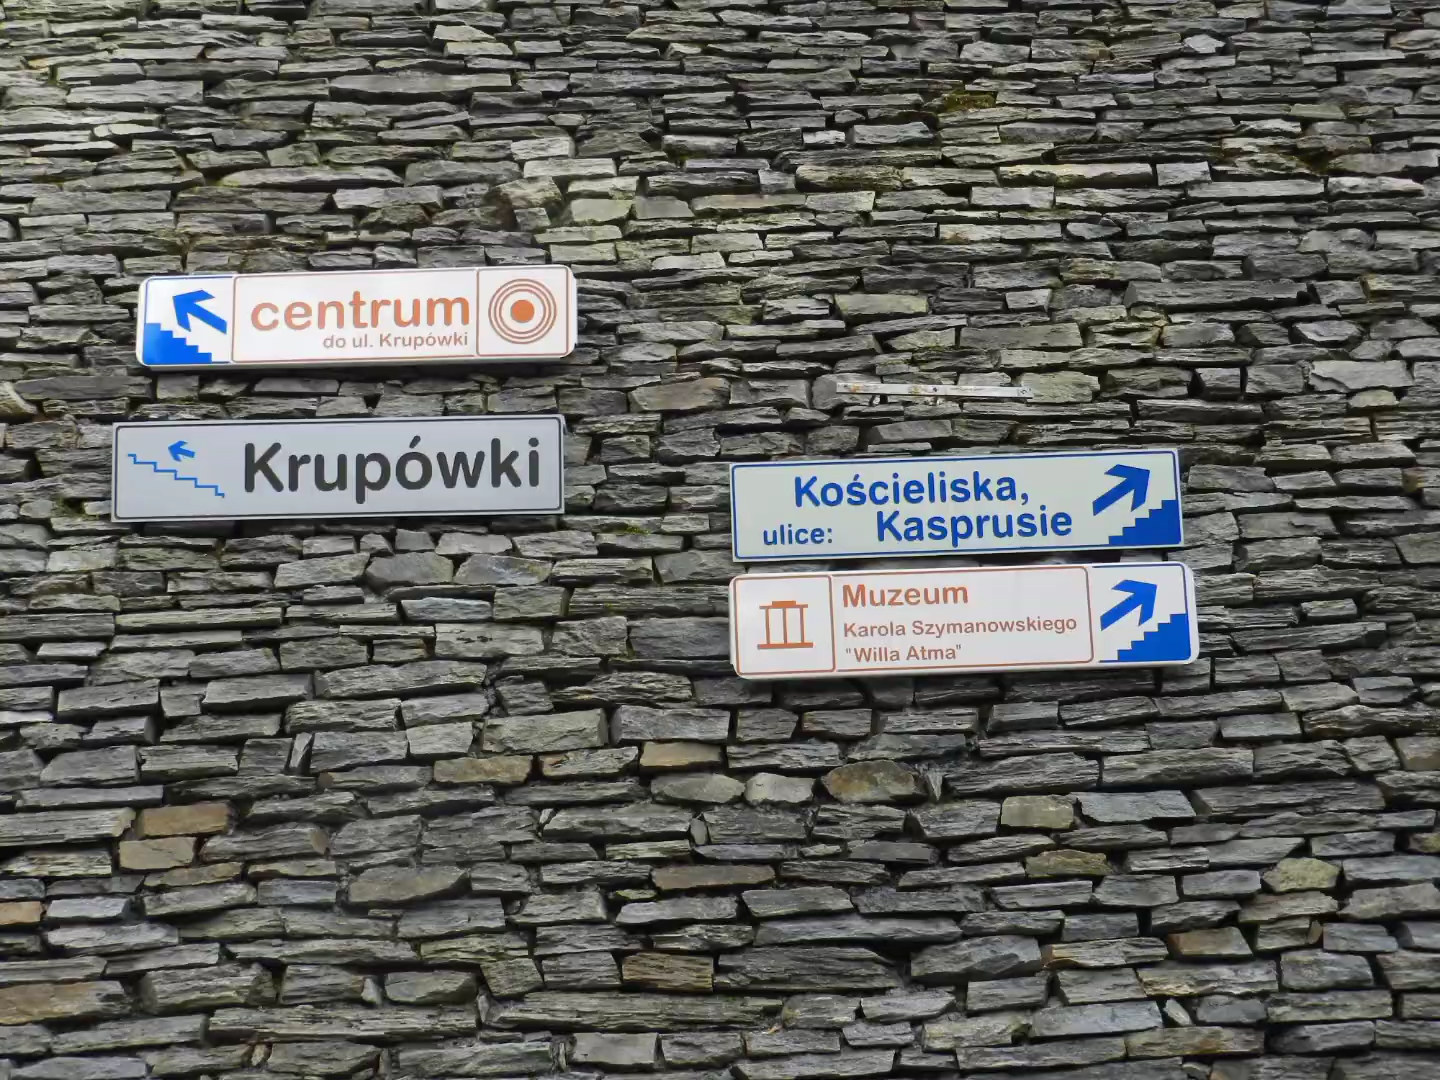 centrum
do ul. Krupówki
Krupówki
Kościeliska,
ulice: Kasprusie
Muzeum
Karola Szymanowskiego
"Willa Atma"